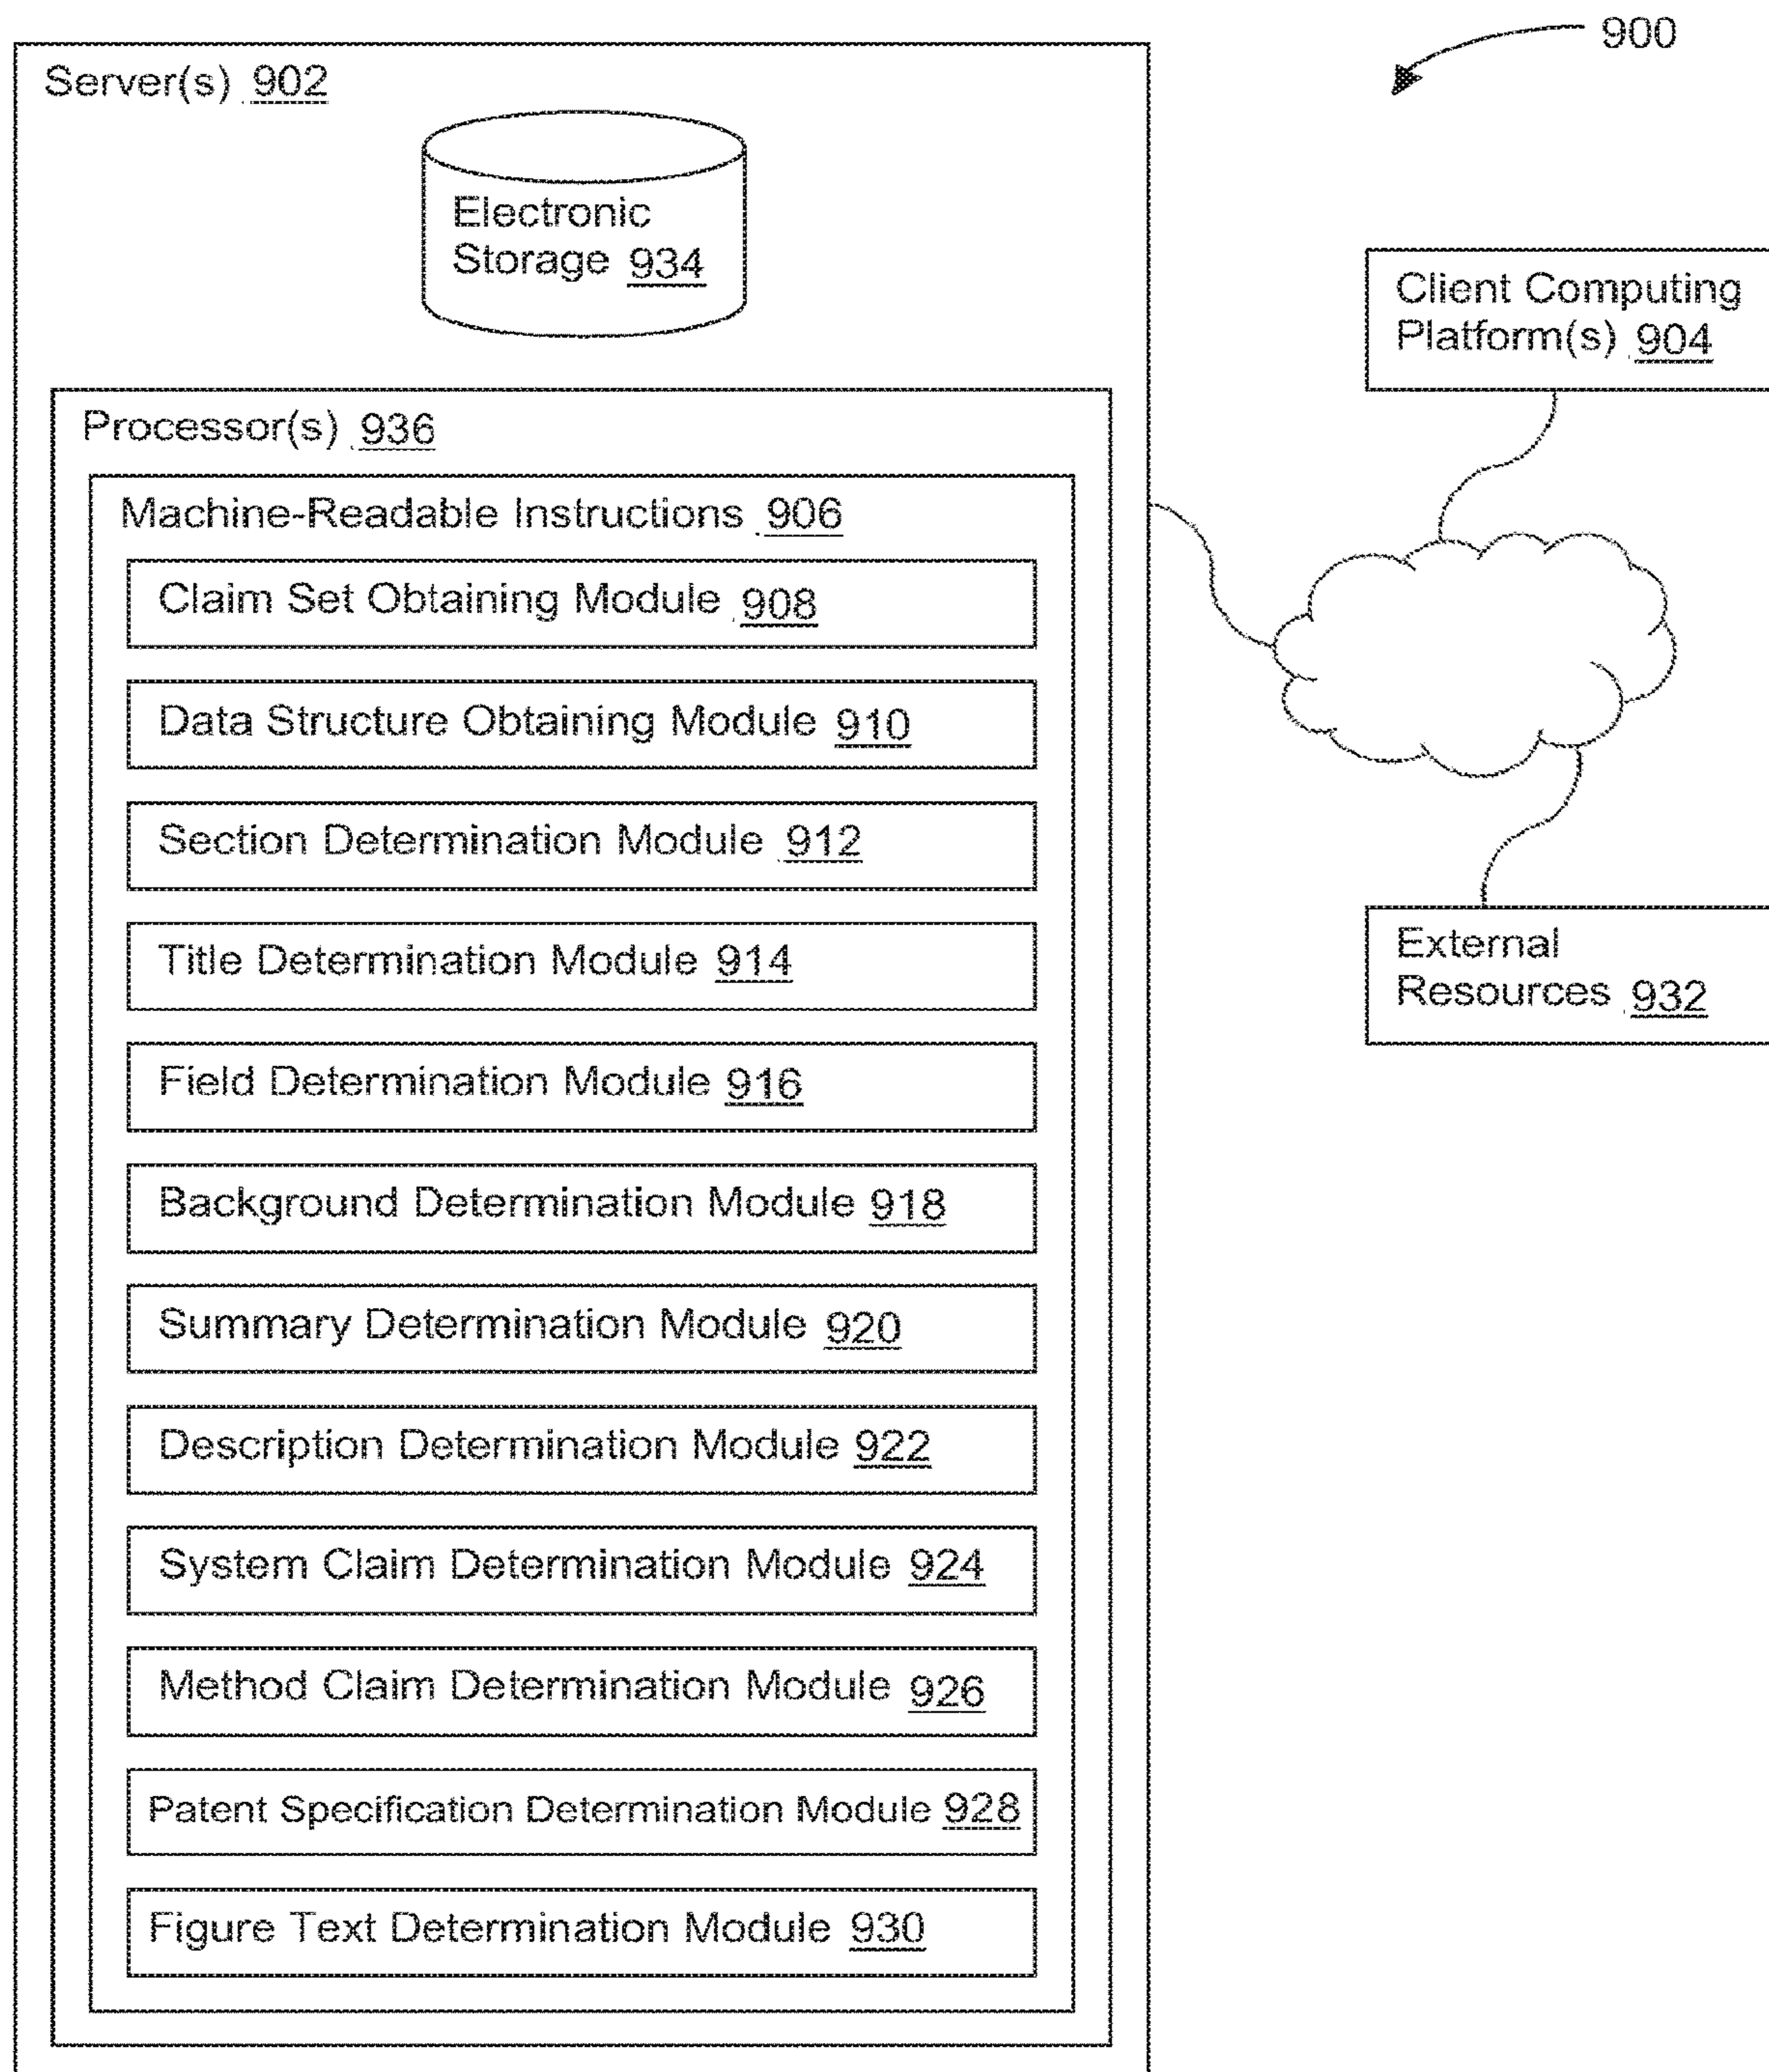 900
Server(s) 902
Electronic
Storage 934
Client Computing
Platform(s) 904
Processor(s) 936
Machine-Readable Instructions 906
Claim Set Obtaining Module 908
Data Structure Obtaining Module 910
Section Determination Module 912
Title Determination Module 914
External
Resources 932
Field Determination Module 916
Background Determination Module 918
Summary Determination Module 920
Description Determination Module 922
System Claim Determination Module 924
Method Claim Determination Module 926
Patent Specification Determination Module 928
Figure Text Determination Module 930